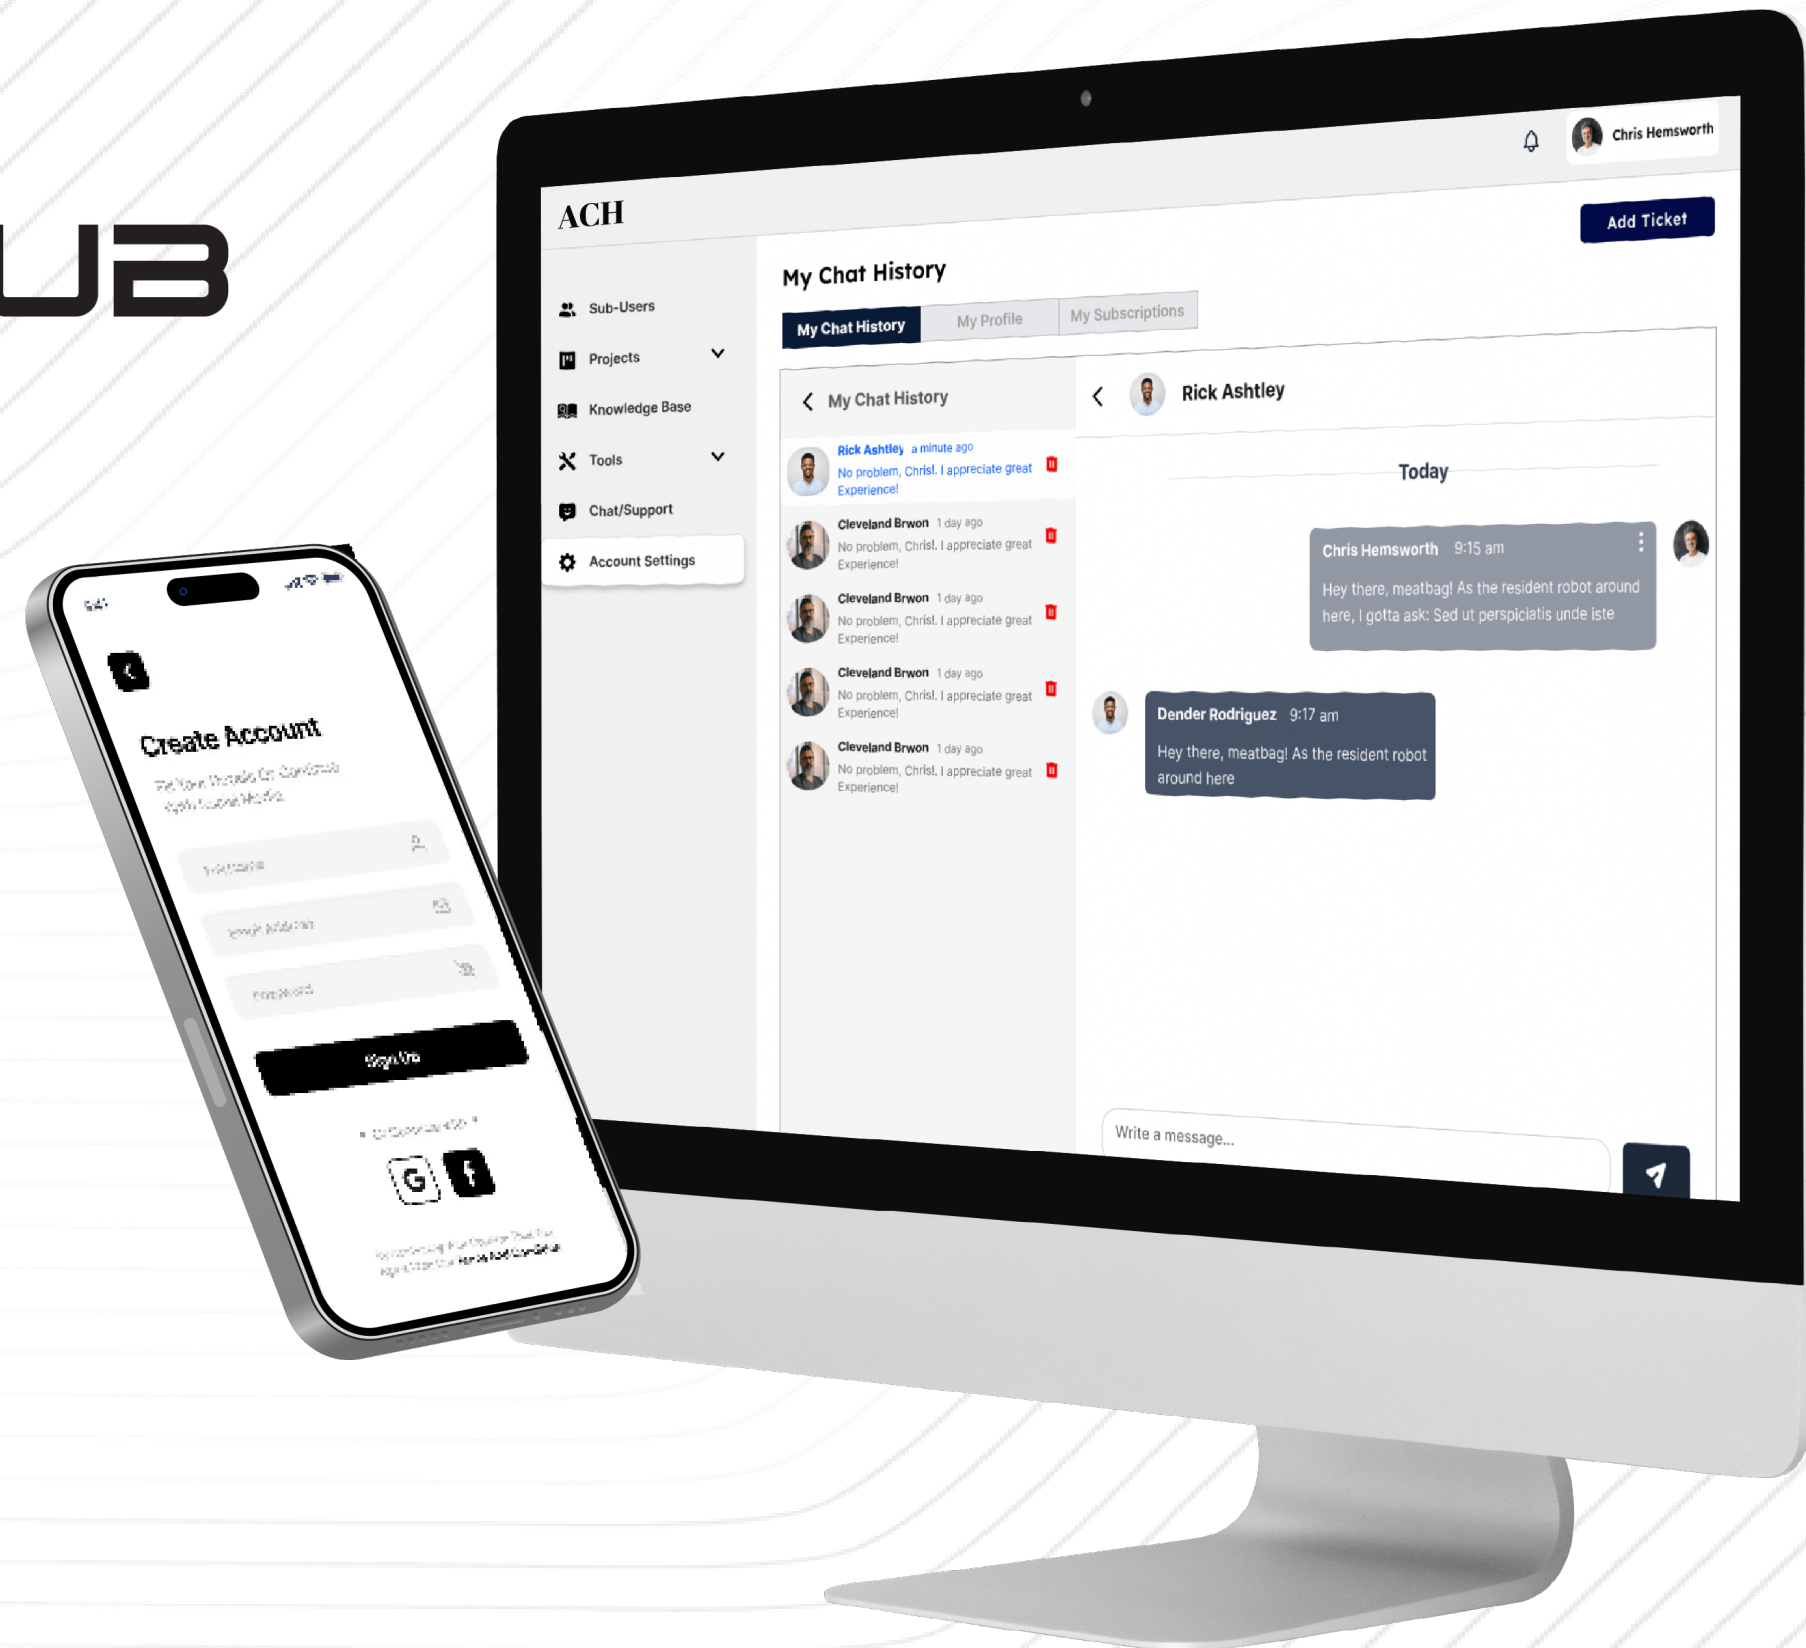 UB
ACH
Chris Hemsworth
Add Ticket
Sub-Users
Projects
Knowledge Base
Tools
Chat/Support
Account Settings
My Chat History
My Chat History
My Profile
My Subscriptions
My Chat History
Rick Ashtley a minute ago
No problem, Chris!. I appreciate great
Experience!
Cleveland Brwon 1 day ago
No problem, Chris!. I appreciate great
Experience!
Cleveland Brwon 1 day ago
No problem, Chris!. I appreciate great
Experience!
Cleveland Brwon 1 day ago
No problem, Chris!. I appreciate great
Experience!
Cleveland Brwon 1 day ago
No problem, Chris!. I appreciate great
Experience!
Rick Ashtley
Today
Chris Hemsworth 9:15 am
Hey there, meatbag! As the resident robot around
here, I gotta ask: Sed ut perspiciatis unde iste
Dender Rodriguez 9:17 am
Hey there, meatbag! As the resident robot
around here
Write a message...
9:41
Create Account
Email Address
Password
Sign Up
G f